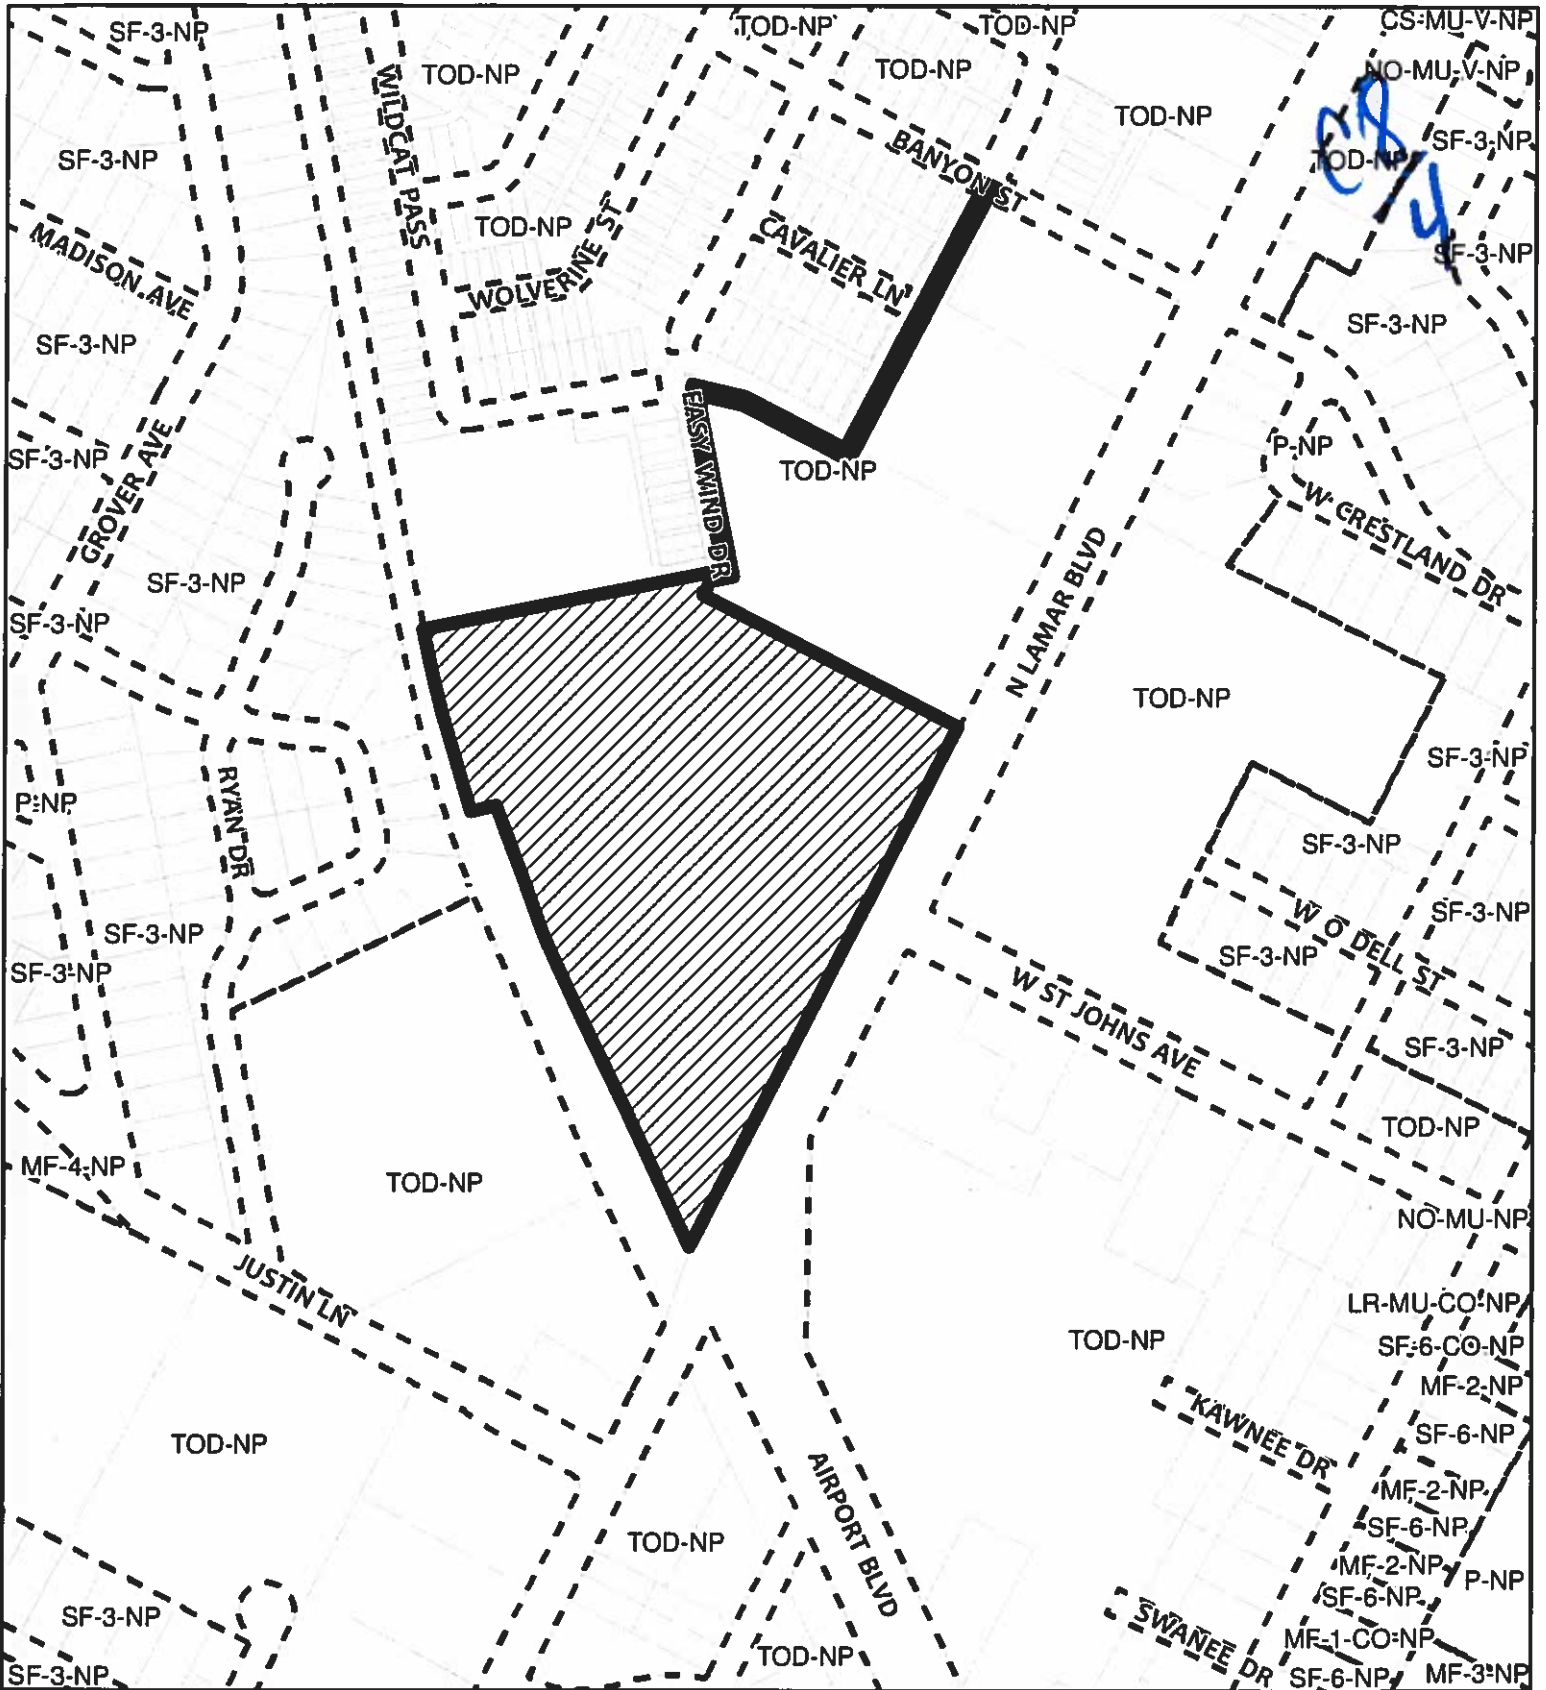 SF-3-NP
TOD-NP
TOD-NP
CS-MU-V-NP
TOD-NP
TOD-NP
NO-MU-V-NP
WILDCAT PASS
TOD-NP
C8/4
SF-3-NP
SF-3-NP
TOD-NP
BANYON ST
TOD-NP
WOLVERINE ST
CAVALIER LN
SF-3-NP
MADISON AVE
SF-3-NP
SF-3-NP
EASY WIND DR
P-NP
SF-3-NP
TOD-NP
GROVER AVE
W CRESTLAND DR
SF-3-NP
SF-3-NP
N LAMAR BLVD
TOD-NP
SF-3-NP
P-NP
RYAN DR
SF-3-NP
SF-3-NP
W O DELL ST
SF-3-NP
SF-3-NP
SF-3-NP
W ST JOHNS AVE
SF-3-NP
TOD-NP
MF-4-NP
TOD-NP
NO-MU-NP
JUSTIN LN
LR-MU-CO-NP
TOD-NP
SF-6-CO-NP
MF-2-NP
TOD-NP
KAWNEE DR
SF-6-NP
MF-2-NP
AIRPORT BLVD
SF-6-NP
TOD-NP
MF-2-NP
P-NP
SF-6-NP
SF-3-NP
SWANEE DR
MF-1-CO-NP
TOD-NP
SF-3-NP
SF-6-NP
MF-3-NP